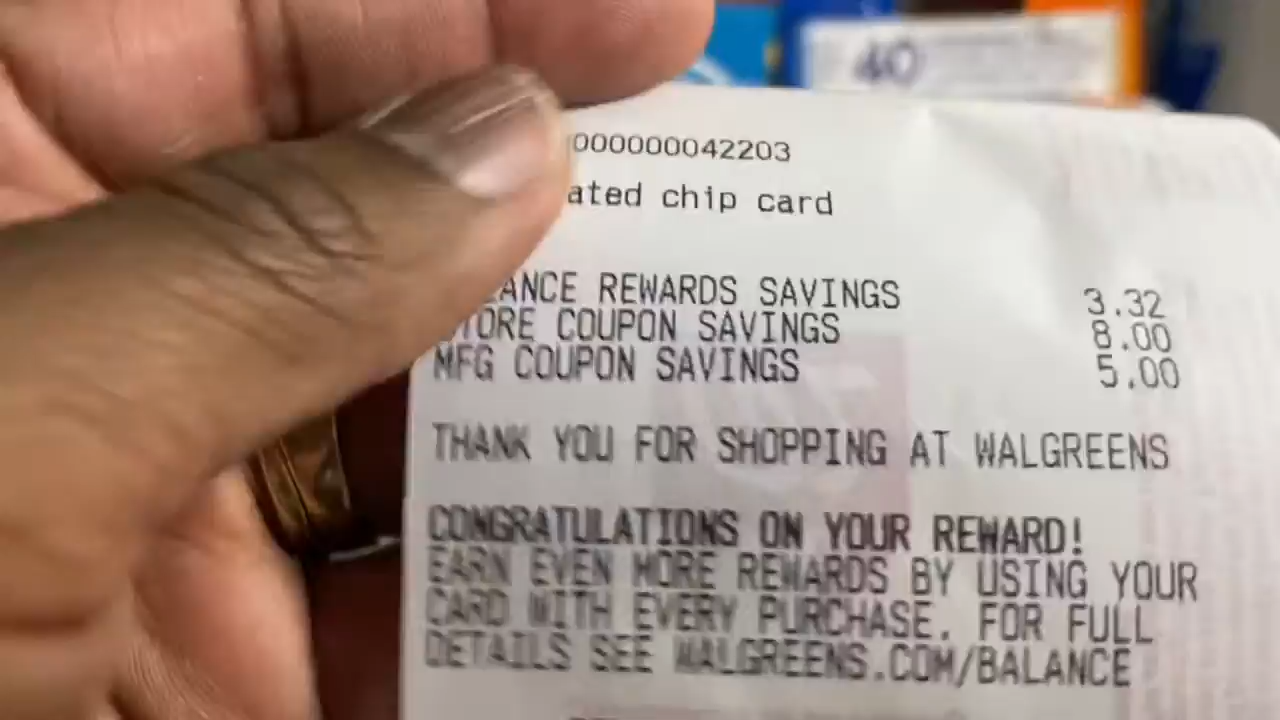 40
000000042203
ated chip card
ANCE REWARDS SAVINGS 3.32
TORE COUPON SAVINGS 8.00
MFG COUPON SAVINGS 5.00
THANK YOU FOR SHOPPING AT WALGREENS
CONGRATULATIONS ON YOUR REWARD!
EARN EVEN MORE REWARDS BY USING YOUR
CARD WITH EVERY PURCHASE. FOR FULL
DETAILS SEE WALGREENS.COM/BALANCE